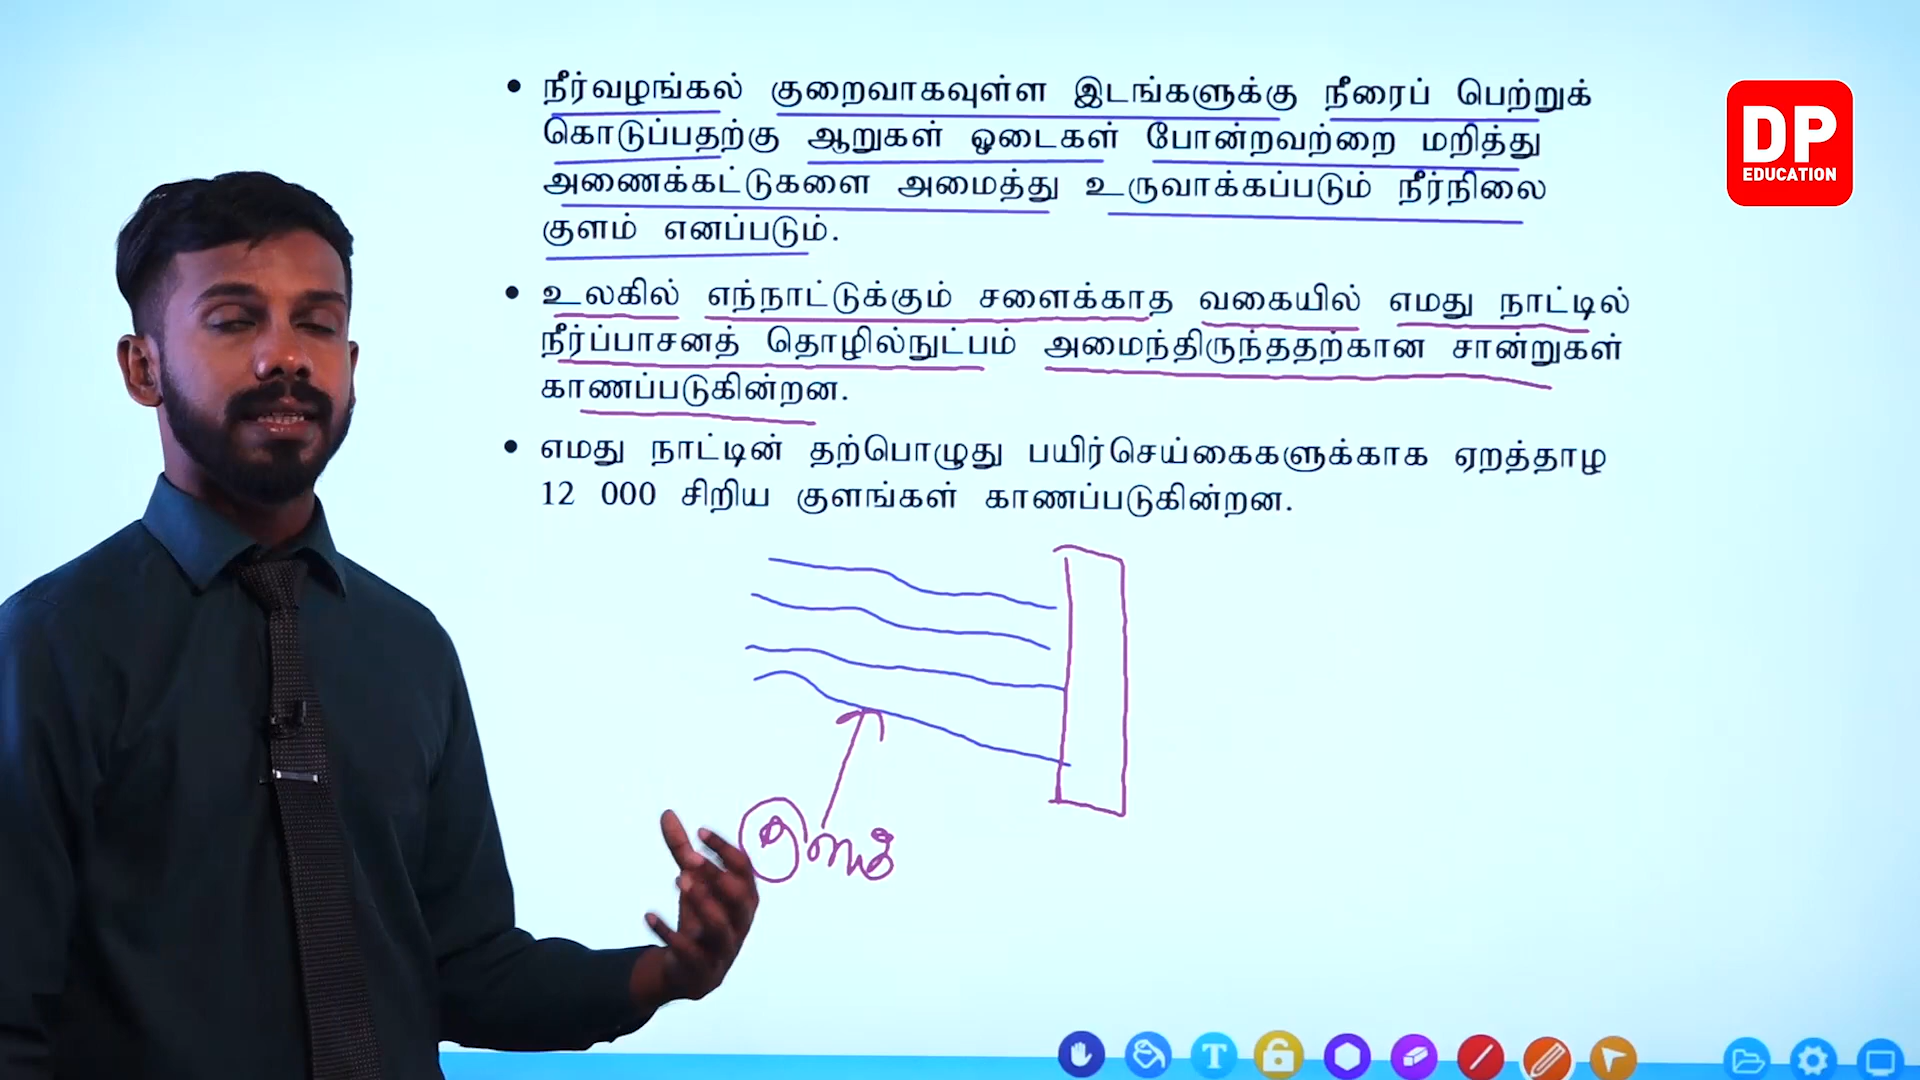 • நீர்வழங்கல் குறைவாகவுள்ள இடங்களுக்கு நீரைப் பெற்றுக்
கொடுப்பதற்கு ஆறுகள் ஓடைகள் போன்றவற்றை மறித்து
அணைக்கட்டுகளை அமைத்து உருவாக்கப்படும் நீர்நிலை
குளம் எனப்படும்.
• உலகில் எந்நாட்டுக்கும் சளைக்காத வகையில் எமது நாட்டில்
நீர்ப்பாசனத் தொழில்நுட்பம் அமைந்திருந்ததற்கான சான்றுகள்
காணப்படுகின்றன.
• எமது நாட்டின் தற்பொழுது பயிர்செய்கைகளுக்காக ஏறத்தாழ
12 000 சிறிய குளங்கள் காணப்படுகின்றன.
DP
EDUCATION
T